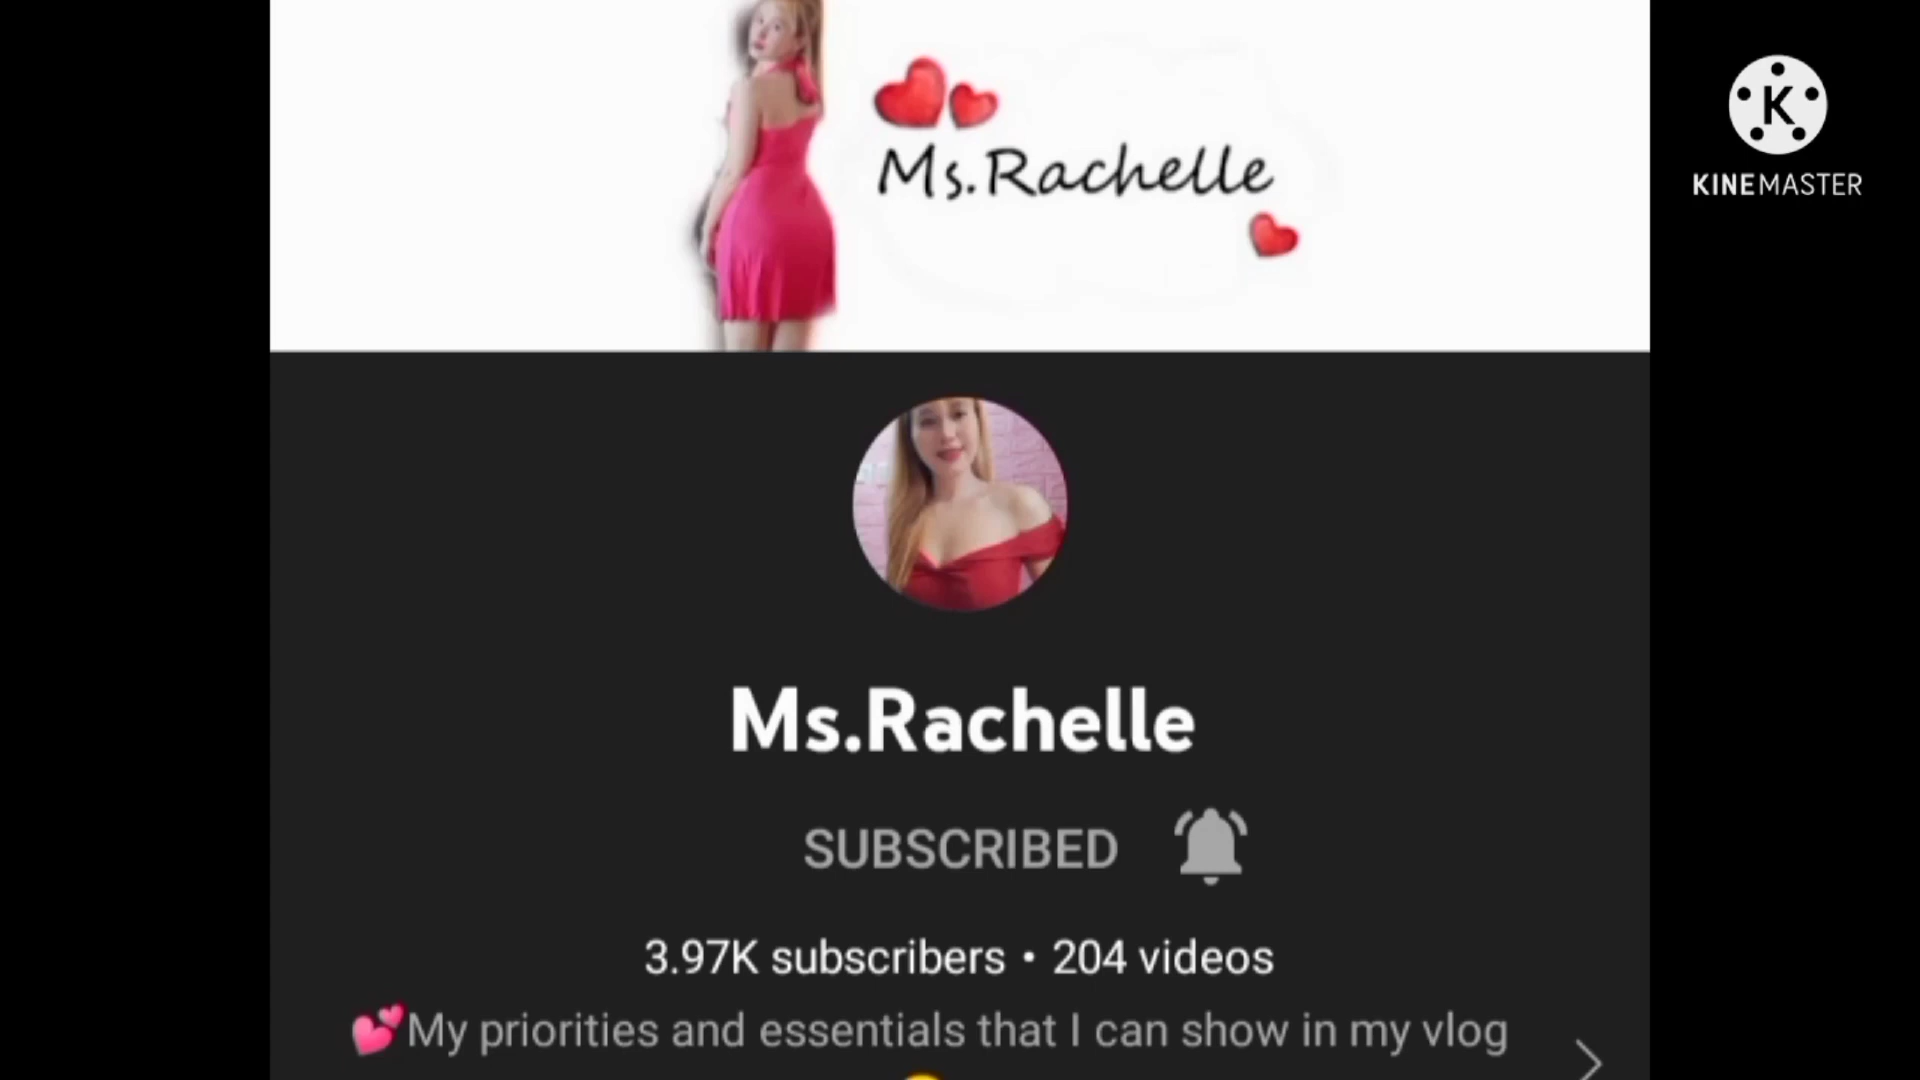 Ms.Rachelle
K
KINEMASTER
Ms.Rachelle
SUBSCRIBED
3.97K subscribers • 204 videos
💕My priorities and essentials that I can show in my vlog